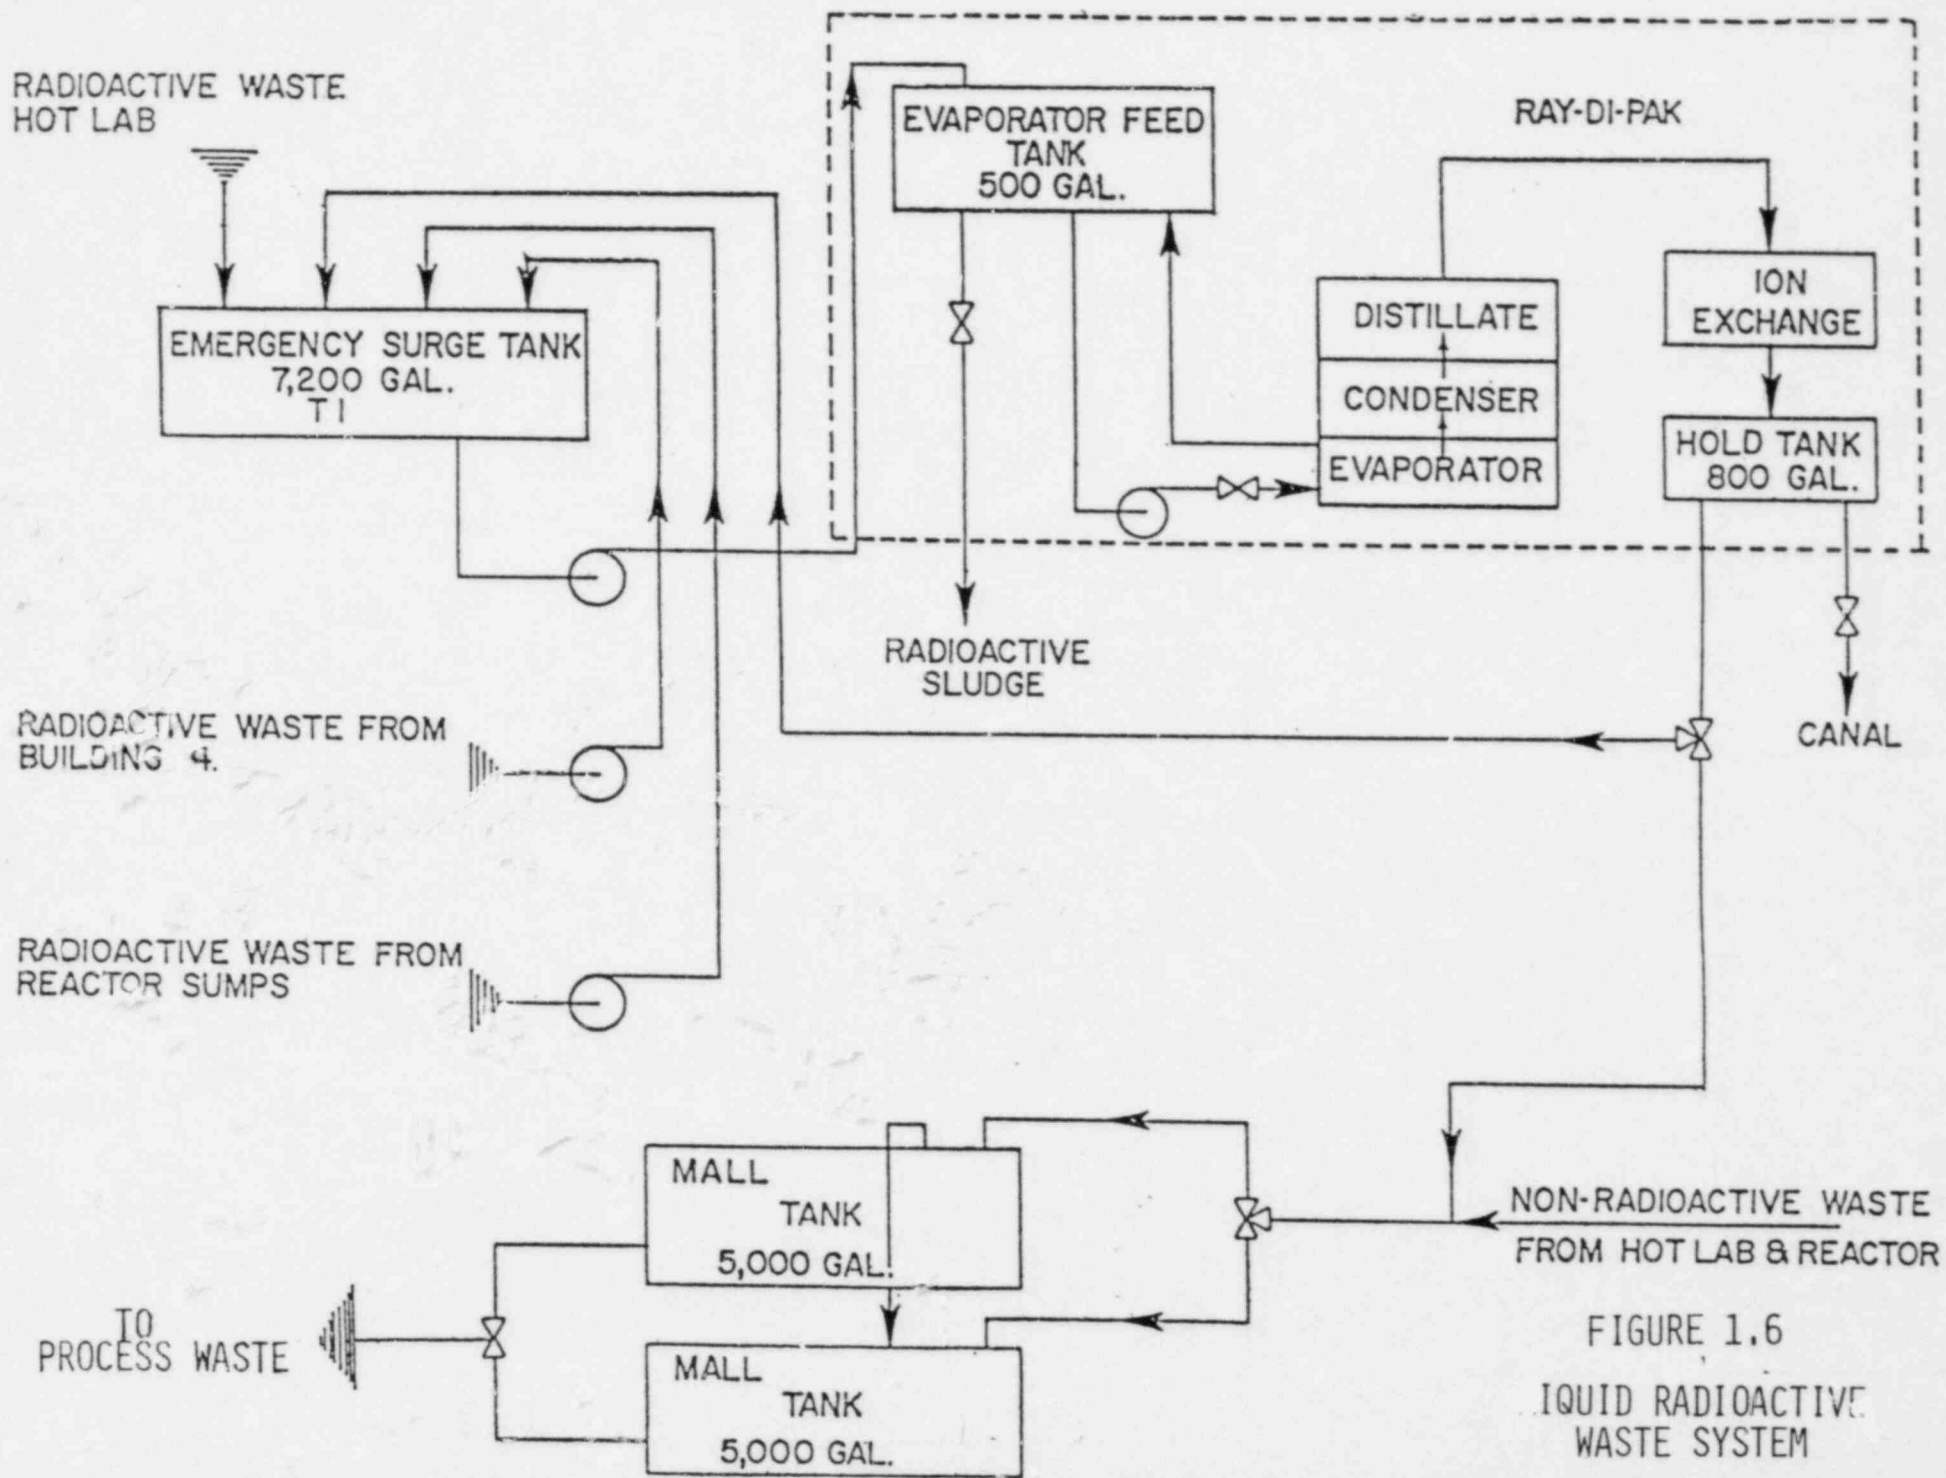 RADIOACTIVE WASTE
HOT LAB
EMERGENCY SURGE TANK
7,200 GAL.
T1
EVAPORATOR FEED
TANK
500 GAL.
RAY-DI-PAK
DISTILLATE
CONDENSER
EVAPORATOR
ION
EXCHANGE
HOLD TANK
800 GAL.
RADIOACTIVE
SLUDGE
CANAL
RADIOACTIVE WASTE FROM
BUILDING 4.
RADIOACTIVE WASTE FROM
REACTOR SUMPS
MALL
TANK
5,000 GAL.
MALL
TANK
5,000 GAL.
TO
PROCESS WASTE
NON-RADIOACTIVE WASTE
FROM HOT LAB & REACTOR
FIGURE 1.6
IQUID RADIOACTIVE
WASTE SYSTEM